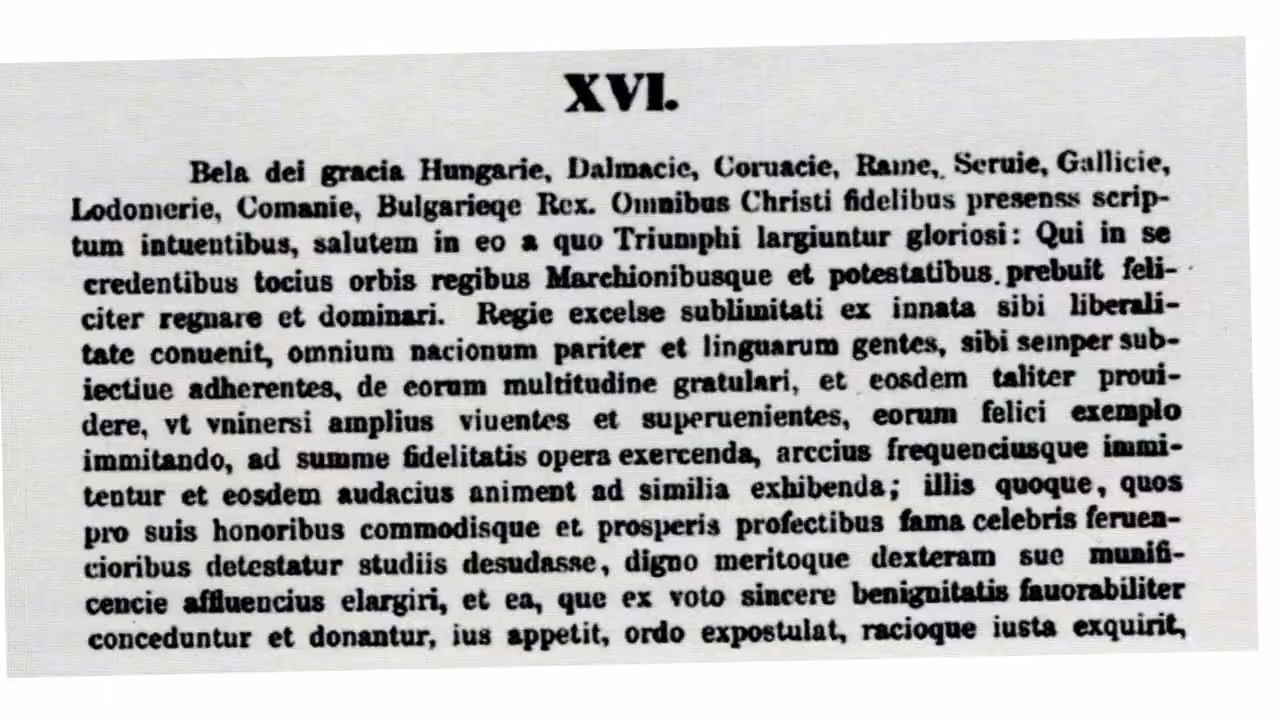 XVI.
Bela dei gracia Hungarie, Dalmacie, Coruacie, Rame, Seruie, Gallicie,
Lodomerie, Comanie, Bulgarieqe Rex. Omnibus Christi fidelibus presenss scrip-
tum intuentibus, salutem in eo a quo Triumphi largiuntur gloriosi: Qui in se
credentibus tocius orbis regibus Marchionibusque et potestatibus prebuit feli-
citer regnare et dominari. Regie excelse sublimitati ex innata sibi liberali-
tate conuenit, omnium nacionum pariter et linguarum gentes, sibi semper sub-
iectiue adherentes, de eorum multitudine gratulari, et eosdem taliter proui-
dere, vt vninersi amplius viuentes et superuenientes, eorum felici exemplo
immitando, ad summe fidelitatis opera exercenda, arccius frequenciusque immi-
tentur et eosdem audacius animent ad similia exhibenda; illis quoque, quos
pro suis honoribus commodisque et prosperis profectibus fama celebris feruen-
cioribus detestatur studiis desudasse, digno meritoque dexteram sue munifi-
cencie affluencius elargiri, et ea, que ex voto sincere benignitatis fauorabiliter
conceduntur et donantur, ius appetit, ordo expostulat, racioque iusta exquirit,